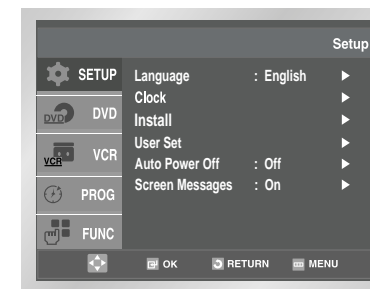 Setup
SETUP
Language : English ►
Clock ►
DVD DVD
Install ►
User Set ►
VCR VCR
Auto Power Off : Off ►
Screen Messages : On ►
PROG
FUNC
OK RETURN MENU